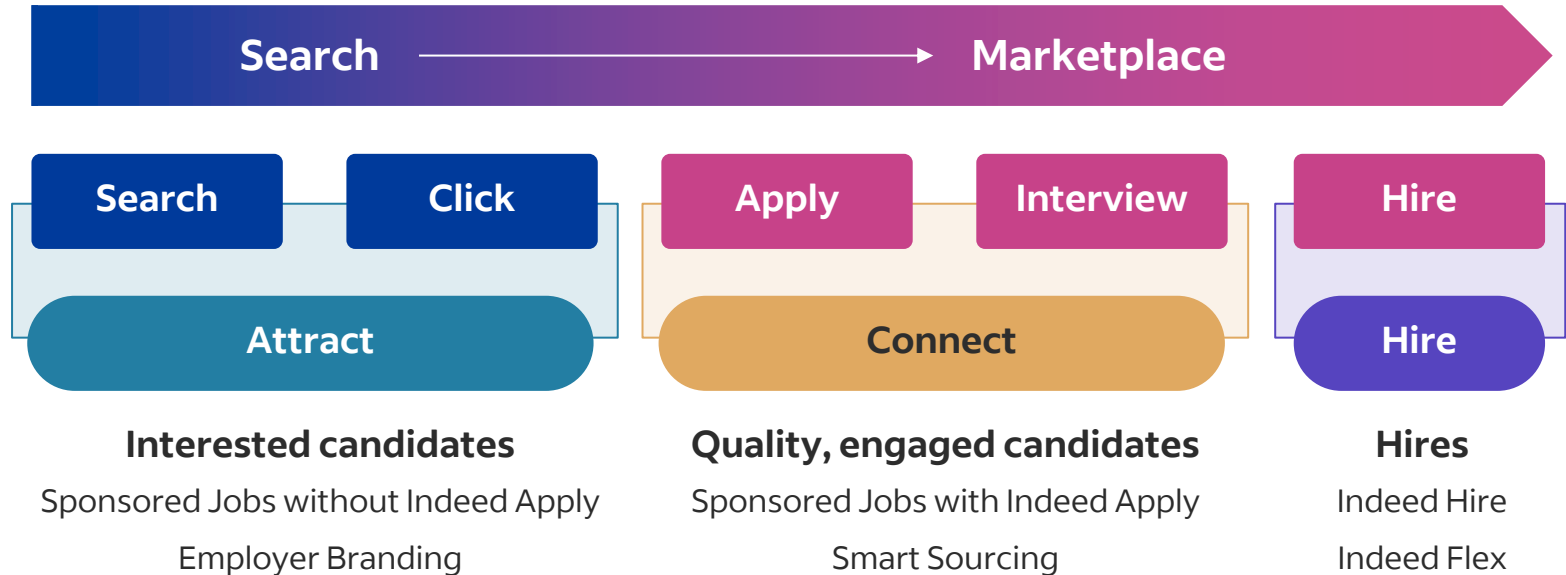 Search Marketplace
Search Click Apply Interview Hire
Attract Connect Hire
Interested candidates
Sponsored Jobs without Indeed Apply
Employer Branding
Quality, engaged candidates
Sponsored Jobs with Indeed Apply
Smart Sourcing
Hires
Indeed Hire
Indeed Flex